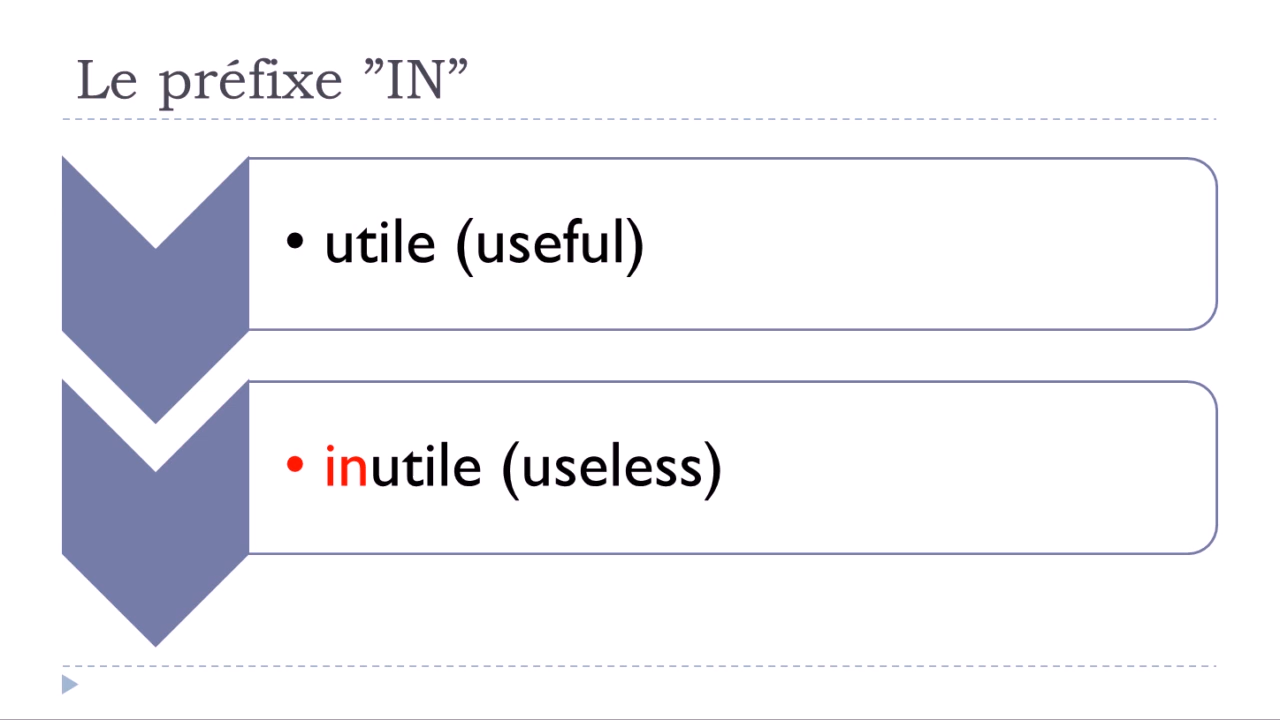 Le préfixe ”IN”
• utile (useful)
• inutile (useless)